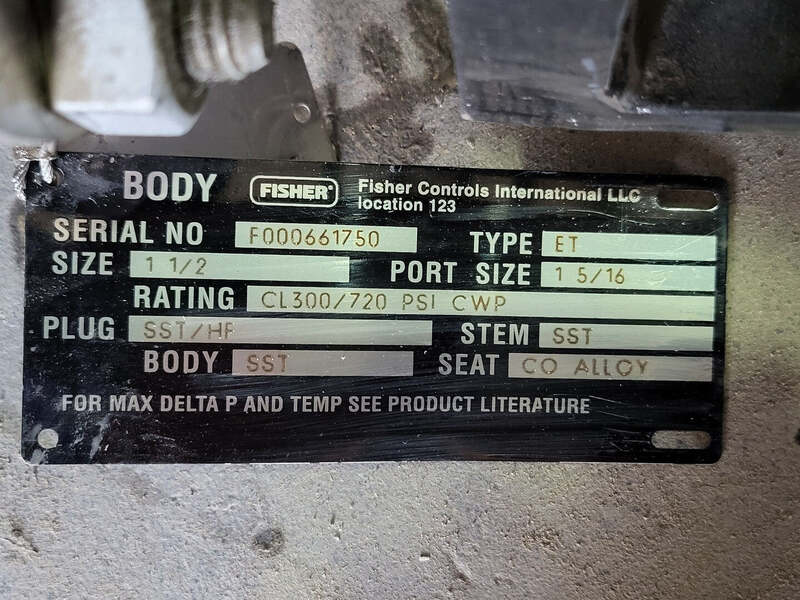 BODY FISHER® Fisher Controls International LLC
location 123
SERIAL NO F000661750 TYPE ET
SIZE 1 1/2 PORT SIZE 1 5/16
RATING CL300/720 PSI CWP
PLUG SST/HF STEM SST
BODY SST SEAT CO ALLOY
FOR MAX DELTA P AND TEMP SEE PRODUCT LITERATURE